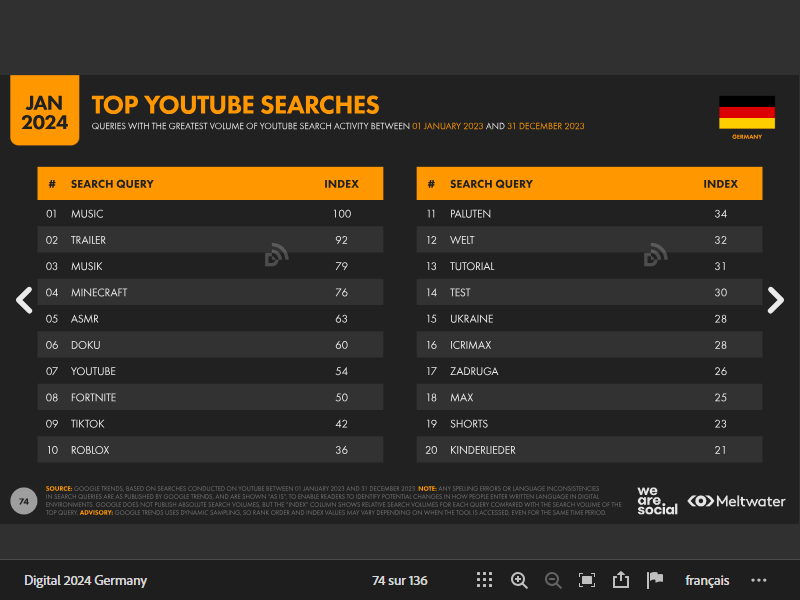 JAN
2024
TOP YOUTUBE SEARCHES
QUERIES WITH THE GREATEST VOLUME OF YOUTUBE SEARCH ACTIVITY BETWEEN 01 JANUARY 2023 AND 31 DECEMBER 2023
GERMANY
# SEARCH QUERY INDEX
01 MUSIC 100
02 TRAILER 92
03 MUSIK 79
04 MINECRAFT 76
05 ASMR 63
06 DOKU 60
07 YOUTUBE 54
08 FORTNITE 50
09 TIKTOK 42
10 ROBLOX 36
# SEARCH QUERY INDEX
11 PALUTEN 34
12 WELT 32
13 TUTORIAL 31
14 TEST 30
15 UKRAINE 28
16 ICRIMAX 28
17 ZADRUGA 26
18 MAX 25
19 SHORTS 23
20 KINDERLIEDER 21
74
SOURCE: GOOGLE TRENDS, BASED ON SEARCHES CONDUCTED ON YOUTUBE BETWEEN 01 JANUARY 2023 AND 31 DECEMBER 2023. NOTE: ANY SPELLING ERRORS OR LANGUAGE INCONSISTENCIES
IN SEARCH QUERIES ARE AS PUBLISHED BY GOOGLE TRENDS, AND ARE SHOWN "AS IS", TO ENABLE READERS TO IDENTIFY POTENTIAL CHANGES IN HOW PEOPLE ENTER WRITTEN LANGUAGE IN DIGITAL
ENVIRONMENTS. GOOGLE DOES NOT PUBLISH ABSOLUTE SEARCH VOLUMES, BUT THE "INDEX" COLUMN SHOWS RELATIVE SEARCH VOLUMES FOR EACH QUERY COMPARED WITH THE SEARCH VOLUME OF THE
TOP QUERY. ADVISORY: GOOGLE TRENDS USES DYNAMIC SAMPLING, SO RANK ORDER AND INDEX VALUES MAY VARY DEPENDING ON WHEN THE TOOL IS ACCESSED, EVEN FOR THE SAME TIME PERIOD.
we
are.
social
Meltwater
Digital 2024 Germany
74 sur 136
français